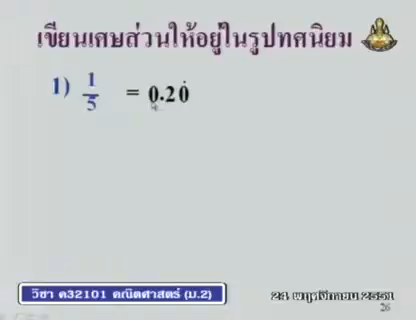 เขียนเศษส่วนให้อยู่ในรูปทศนิยม
1) 1/5 = 0.20̇
วิชา ค32101 คณิตศาสตร์ (ม.2)
24 พฤศจิกายน 2551
26